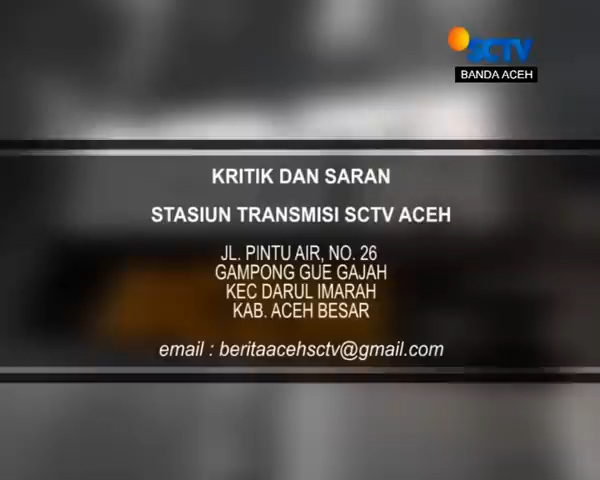 SCTV
BANDA ACEH
KRITIK DAN SARAN
STASIUN TRANSMISI SCTV ACEH
JL. PINTU AIR, NO. 26
GAMPONG GUE GAJAH
KEC DARUL IMARAH
KAB. ACEH BESAR
email : beritaacehsctv@gmail.com